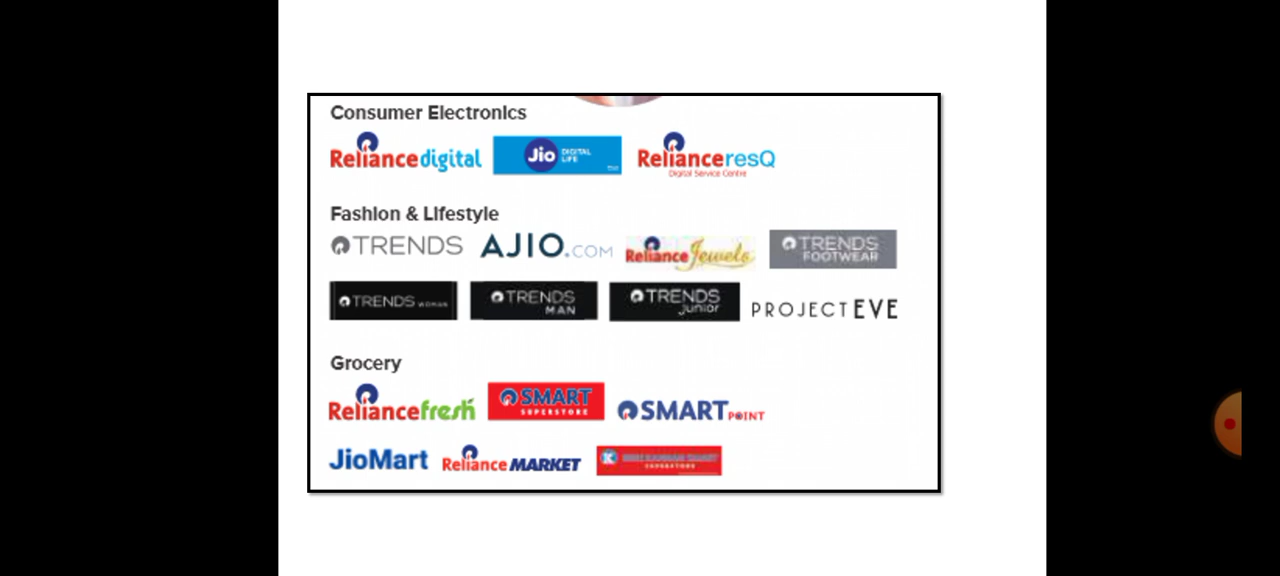 Consumer Electronics
Reliance digital Jio DIGITAL LIFE Reliance resQ
Digital Service Centre
Fashion & Lifestyle
TRENDS AJIO.COM Reliance Jewels TRENDS FOOTWEAR
TRENDS WOMAN TRENDS MAN TRENDS junior PROJECT EVE
Grocery
Reliance fresh SMART SUPERSTORE SMART POINT
JioMart Reliance MARKET SUPERSTORE